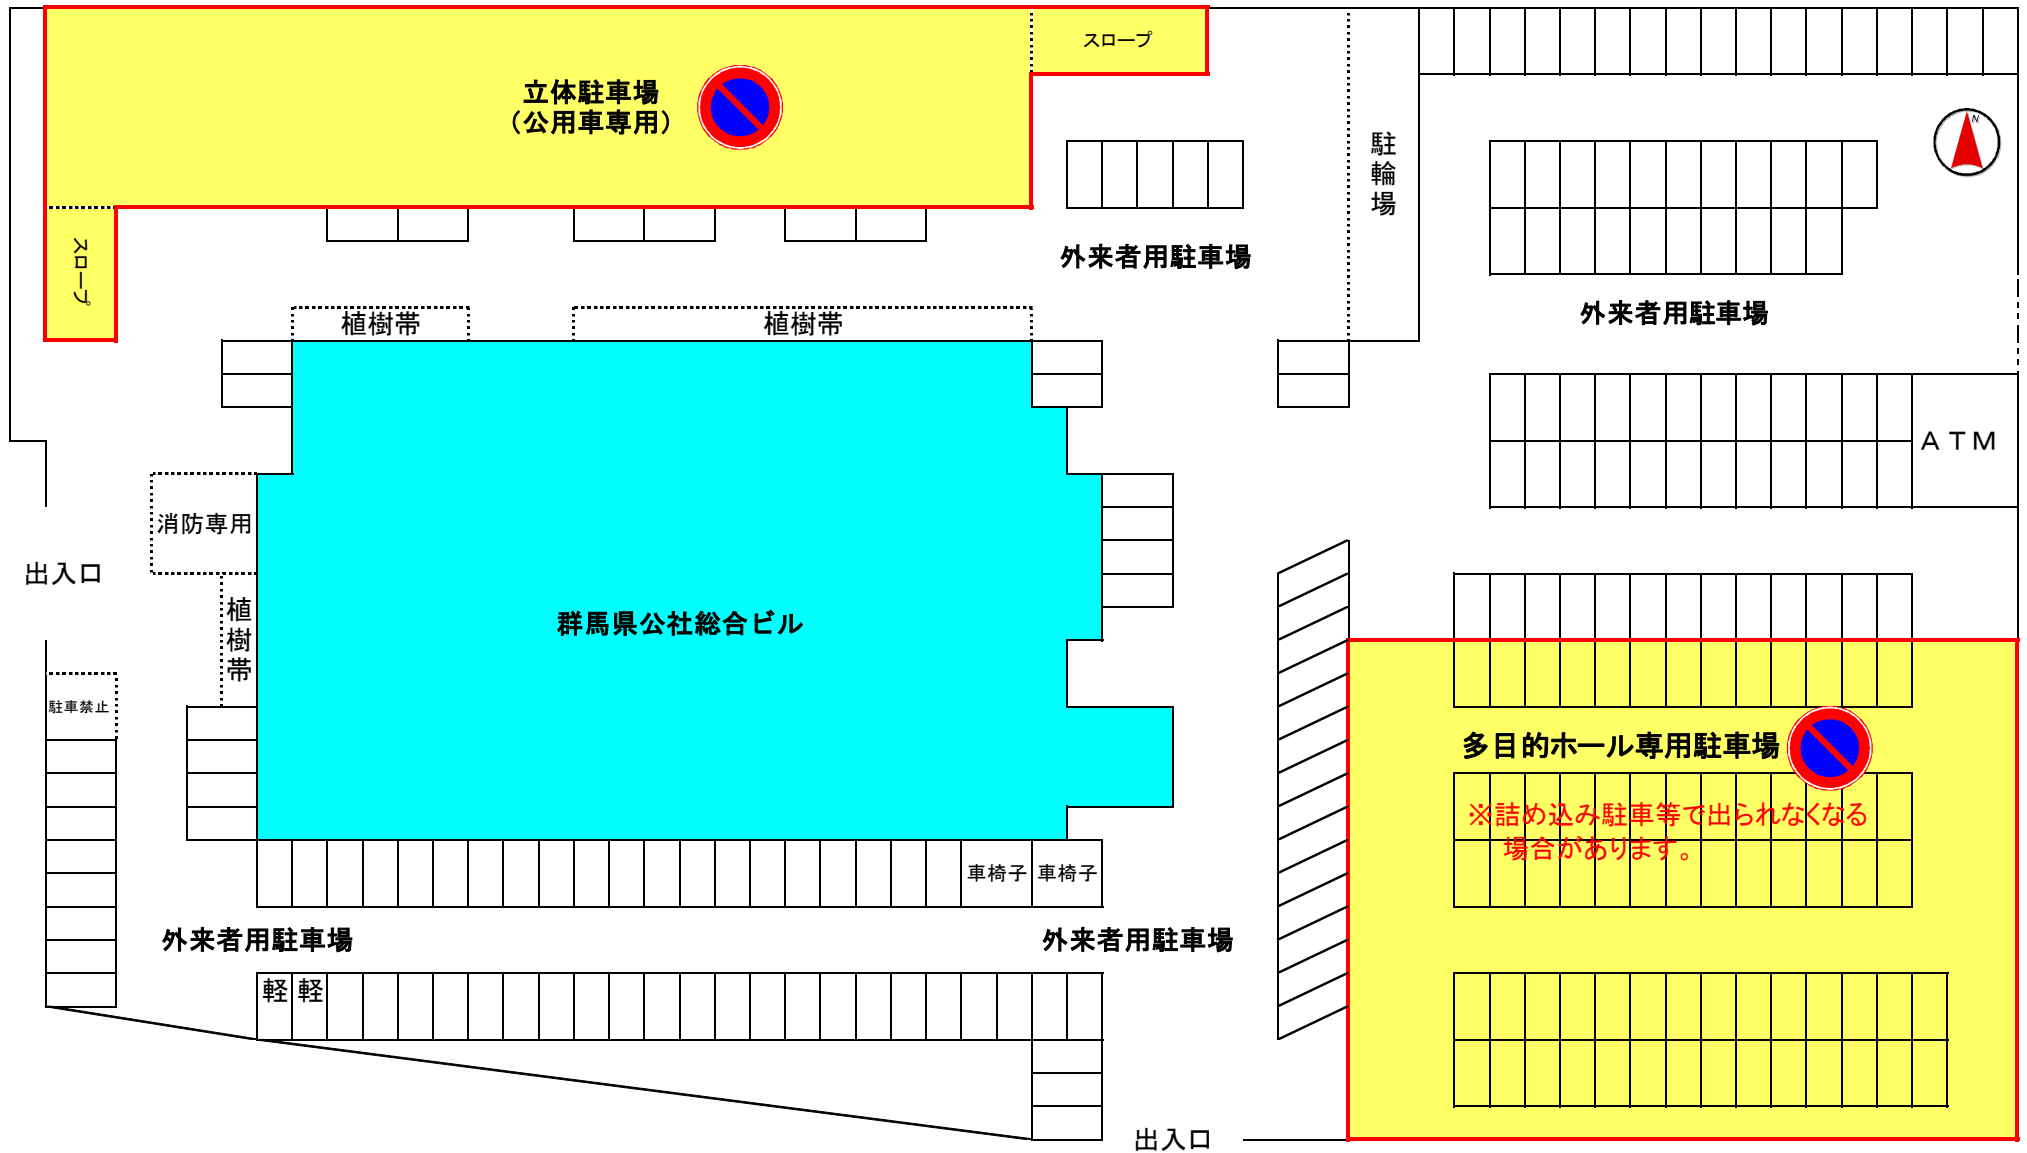 スロープ
立体駐車場
（公用車専用）
N
駐輪場
スロープ
外来者用駐車場
外来者用駐車場
植樹帯
植樹帯
ＡＴＭ
消防専用
出入口
植樹帯
群馬県公社総合ビル
駐車禁止
多目的ホール専用駐車場
※詰め込み駐車等で出られなくなる
場合があります。
車椅子
車椅子
外来者用駐車場
外来者用駐車場
軽
軽
出入口